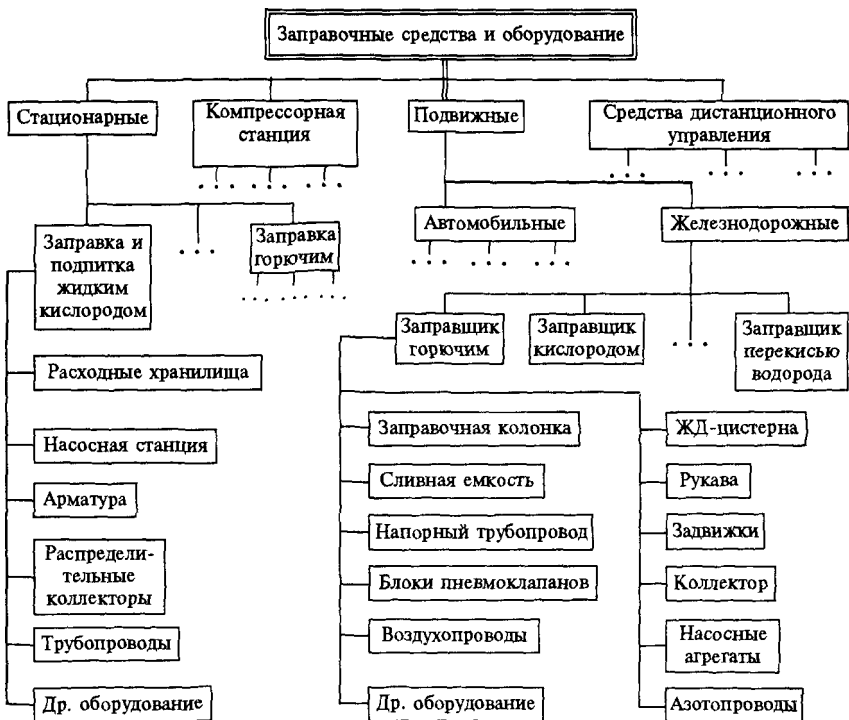 Заправочные средства и оборудование
Стационарные
Компрессорная
станция
Подвижные
Средства дистанционного
управления
Заправка и
подпитка
жидким
кислородом
Заправка
горючим
Автомобильные
Железнодорожные
Заправщик
горючим
Заправщик
кислородом
Заправщик
перекисью
водорода
Расходные хранилища
Насосная станция
Арматура
Распредели-
тельные
коллекторы
Трубопроводы
Др. оборудование
Заправочная колонка
Сливная емкость
Напорный трубопровод
Блоки пневмоклапанов
Воздухопроводы
Др. оборудование
ЖД-цистерна
Рукава
Задвижки
Коллектор
Насосные
агрегаты
Азотопроводы